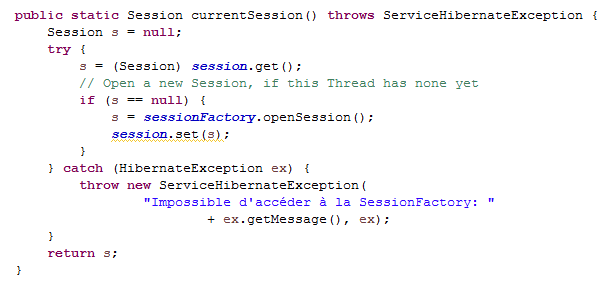 public static Session currentSession() throws ServiceHibernateException {
    Session s = null;
    try {
        s = (Session) session.get();
        // Open a new Session, if this Thread has none yet
        if (s == null) {
            s = sessionFactory.openSession();
            session.set(s);
        }
    } catch (HibernateException ex) {
        throw new ServiceHibernateException(
                "Impossible d'accéder à la SessionFactory: "
                        + ex.getMessage(), ex);
    }
    return s;
}